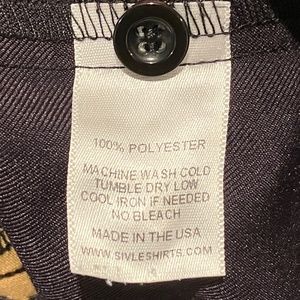 100% POLYESTER
MACHINE WASH COLD
TUMBLE DRY LOW
COOL IRON IF NEEDED
NO BLEACH
MADE IN THE USA
WWW.SIVLESHIRTS.COM